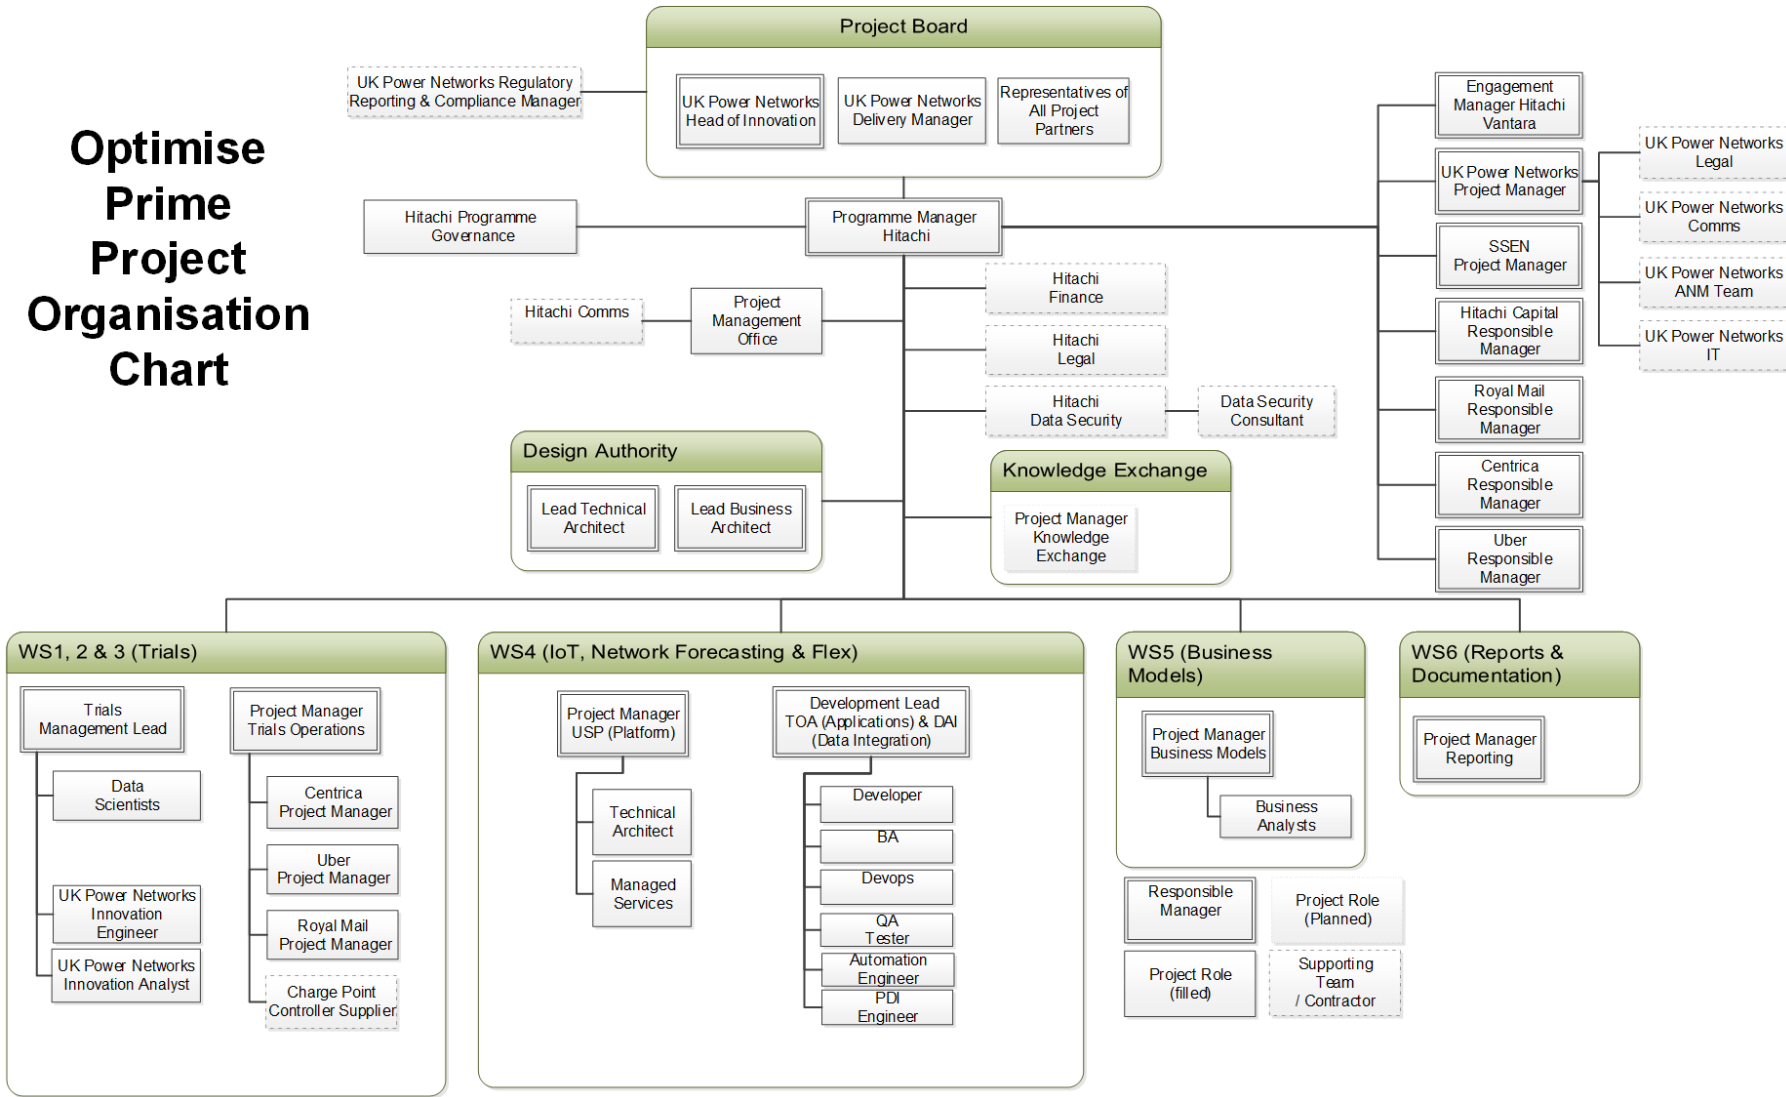 Optimise
Prime
Project
Organisation
Chart
Project Board
UK Power Networks
Head of Innovation
UK Power Networks
Delivery Manager
Representatives of
All Project
Partners
UK Power Networks Regulatory
Reporting & Compliance Manager
Hitachi Programme
Governance
Programme Manager
Hitachi
Engagement
Manager Hitachi
Vantara
UK Power Networks
Project Manager
SSEN
Project Manager
Hitachi Capital
Responsible
Manager
Royal Mail
Responsible
Manager
Centrica
Responsible
Manager
Uber
Responsible
Manager
UK Power Networks
Legal
UK Power Networks
Comms
UK Power Networks
ANM Team
UK Power Networks
IT
Hitachi Comms
Project
Management
Office
Hitachi
Finance
Hitachi
Legal
Hitachi
Data Security
Data Security
Consultant
Design Authority
Lead Technical
Architect
Lead Business
Architect
Knowledge Exchange
Project Manager
Knowledge
Exchange
WS1, 2 & 3 (Trials)
Trials
Management Lead
Data
Scientists
UK Power Networks
Innovation
Engineer
UK Power Networks
Innovation Analyst
Project Manager
Trials Operations
Centrica
Project Manager
Uber
Project Manager
Royal Mail
Project Manager
Charge Point
Controller Supplier
WS4 (IoT, Network Forecasting & Flex)
Project Manager
USP (Platform)
Technical
Architect
Managed
Services
Development Lead
TOA (Applications) & DAI
(Data Integration)
Developer
BA
Devops
QA
Tester
Automation
Engineer
PDI
Engineer
WS5 (Business
Models)
Project Manager
Business Models
Business
Analysts
WS6 (Reports &
Documentation)
Project Manager
Reporting
Responsible
Manager
Project Role
(Planned)
Project Role
(filled)
Supporting
Team
/ Contractor